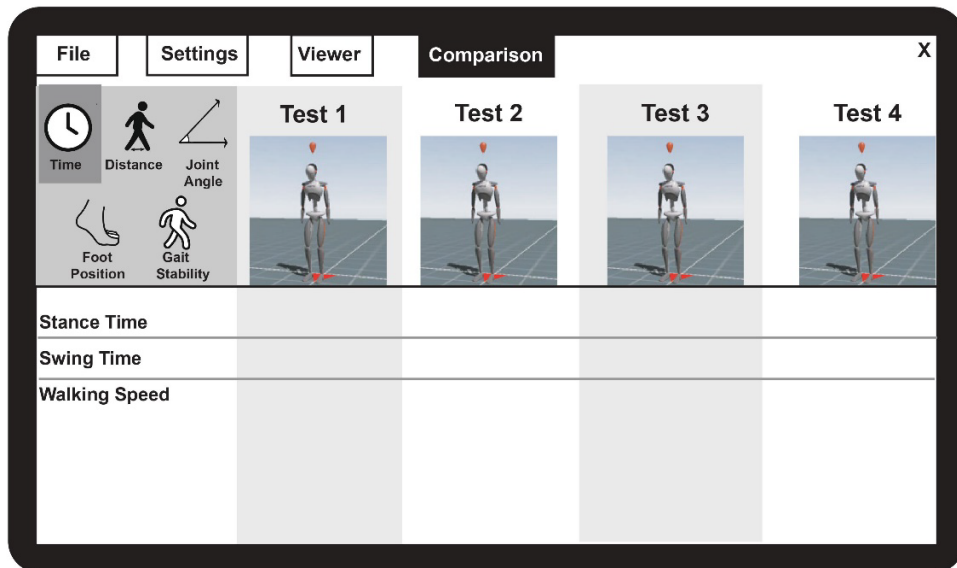 File
Settings
Viewer
Comparison
X
Time
Distance
Joint
Angle
Foot
Position
Gait
Stability
Test 1
Test 2
Test 3
Test 4
Stance Time
Swing Time
Walking Speed